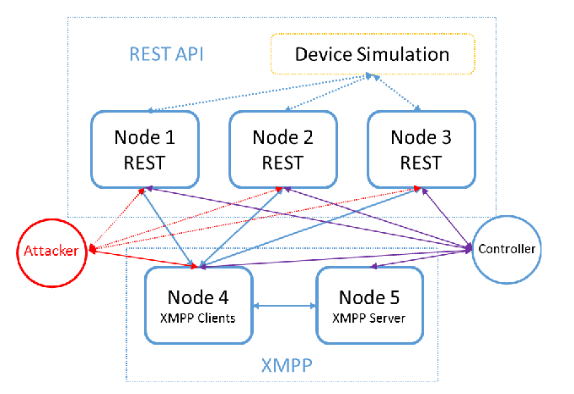 REST API
Device Simulation
Node 1
REST
Node 2
REST
Node 3
REST
Attacker
Controller
Node 4
XMPP Clients
Node 5
XMPP Server
XMPP